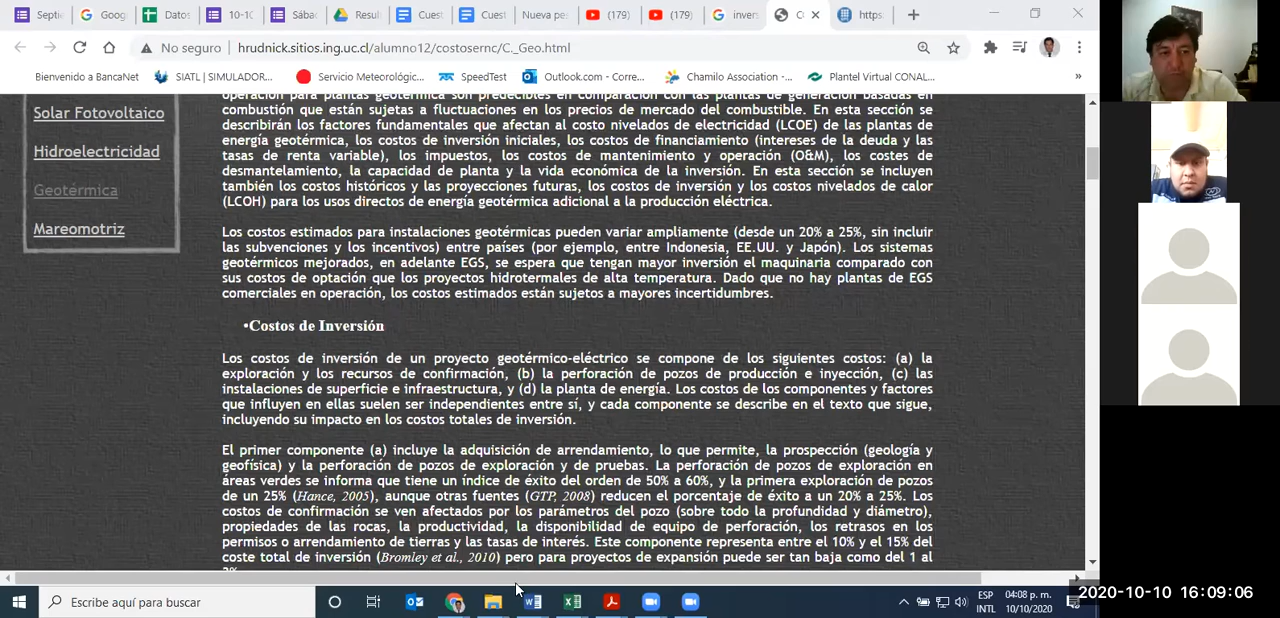 Septie
Goog
Datos
10-10
Sába
Resul
Cuest
Cuest
Nueva pe
(179)
(179)
inver
C
https
No seguro
hrudnick.sitios.ing.uc.cl/alumno12/costosernc/C._Geo.html
Bienvenido a BancaNet
SIATL | SIMULADOR...
Servicio Meteorológic...
SpeedTest
Outlook.com - Corre...
Chamilo Association -...
Plantel Virtual CONAL...
»
Solar Fotovoltaico
Hidroelectricidad
Geotérmica
Mareomotriz
operación para plantas geotérmica son predecibles en comparación con las plantas de generación basadas en
combustión que están sujetas a fluctuaciones en los precios de mercado del combustible. En esta sección se
describirán los factores fundamentales que afectan al costo nivelados de electricidad (LCOE) de las plantas de
energía geotérmica, los costos de inversión iniciales, los costos de financiamiento (intereses de la deuda y las
tasas de renta variable), los impuestos, los costos de mantenimiento y operación (O&M), los costes de
desmantelamiento, la capacidad de planta y la vida económica de la inversión. En esta sección se incluyen
también los costos históricos y las proyecciones futuras, los costos de inversión y los costos nivelados de calor
(LCOH) para los usos directos de energía geotérmica adicional a la producción eléctrica.
Los costos estimados para instalaciones geotérmicas pueden variar ampliamente (desde un 20% a 25%, sin incluir
las subvenciones y los incentivos) entre países (por ejemplo, entre Indonesia, EE.UU. y Japón). Los sistemas
geotérmicos mejorados, en adelante EGS, se espera que tengan mayor inversión el maquinaria comparado con
sus costos de optación que los proyectos hidrotermales de alta temperatura. Dado que no hay plantas de EGS
comerciales en operación, los costos estimados están sujetos a mayores incertidumbres.
•Costos de Inversión
Los costos de inversión de un proyecto geotérmico-eléctrico se compone de los siguientes costos: (a) la
exploración y los recursos de confirmación, (b) la perforación de pozos de producción e inyección, (c) las
instalaciones de superficie e infraestructura, y (d) la planta de energía. Los costos de los componentes y factores
que influyen en ellas suelen ser independientes entre sí, y cada componente se describe en el texto que sigue,
incluyendo su impacto en los costos totales de inversión.
El primer componente (a) incluye la adquisición de arrendamiento, lo que permite, la prospección (geología y
geofísica) y la perforación de pozos de exploración y de pruebas. La perforación de pozos de exploración en
áreas verdes se informa que tiene un índice de éxito del orden de 50% a 60%, y la primera exploración de pozos
de un 25% (Hance, 2005), aunque otras fuentes (GTP, 2008) reducen el porcentaje de éxito a un 20% a 25%. Los
costos de confirmación se ven afectados por los parámetros del pozo (sobre todo la profundidad y diámetro),
propiedades de las rocas, la productividad, la disponibilidad de equipo de perforación, los retrasos en los
permisos o arrendamiento de tierras y las tasas de interés. Este componente representa entre el 10% y el 15% del
coste total de inversión (Bromley et al., 2010) pero para proyectos de expansión puede ser tan baja como del 1 al
Escribe aquí para buscar
ESP
INTL
04:08 p. m.
10/10/2020
2020-10-10 16:09:06